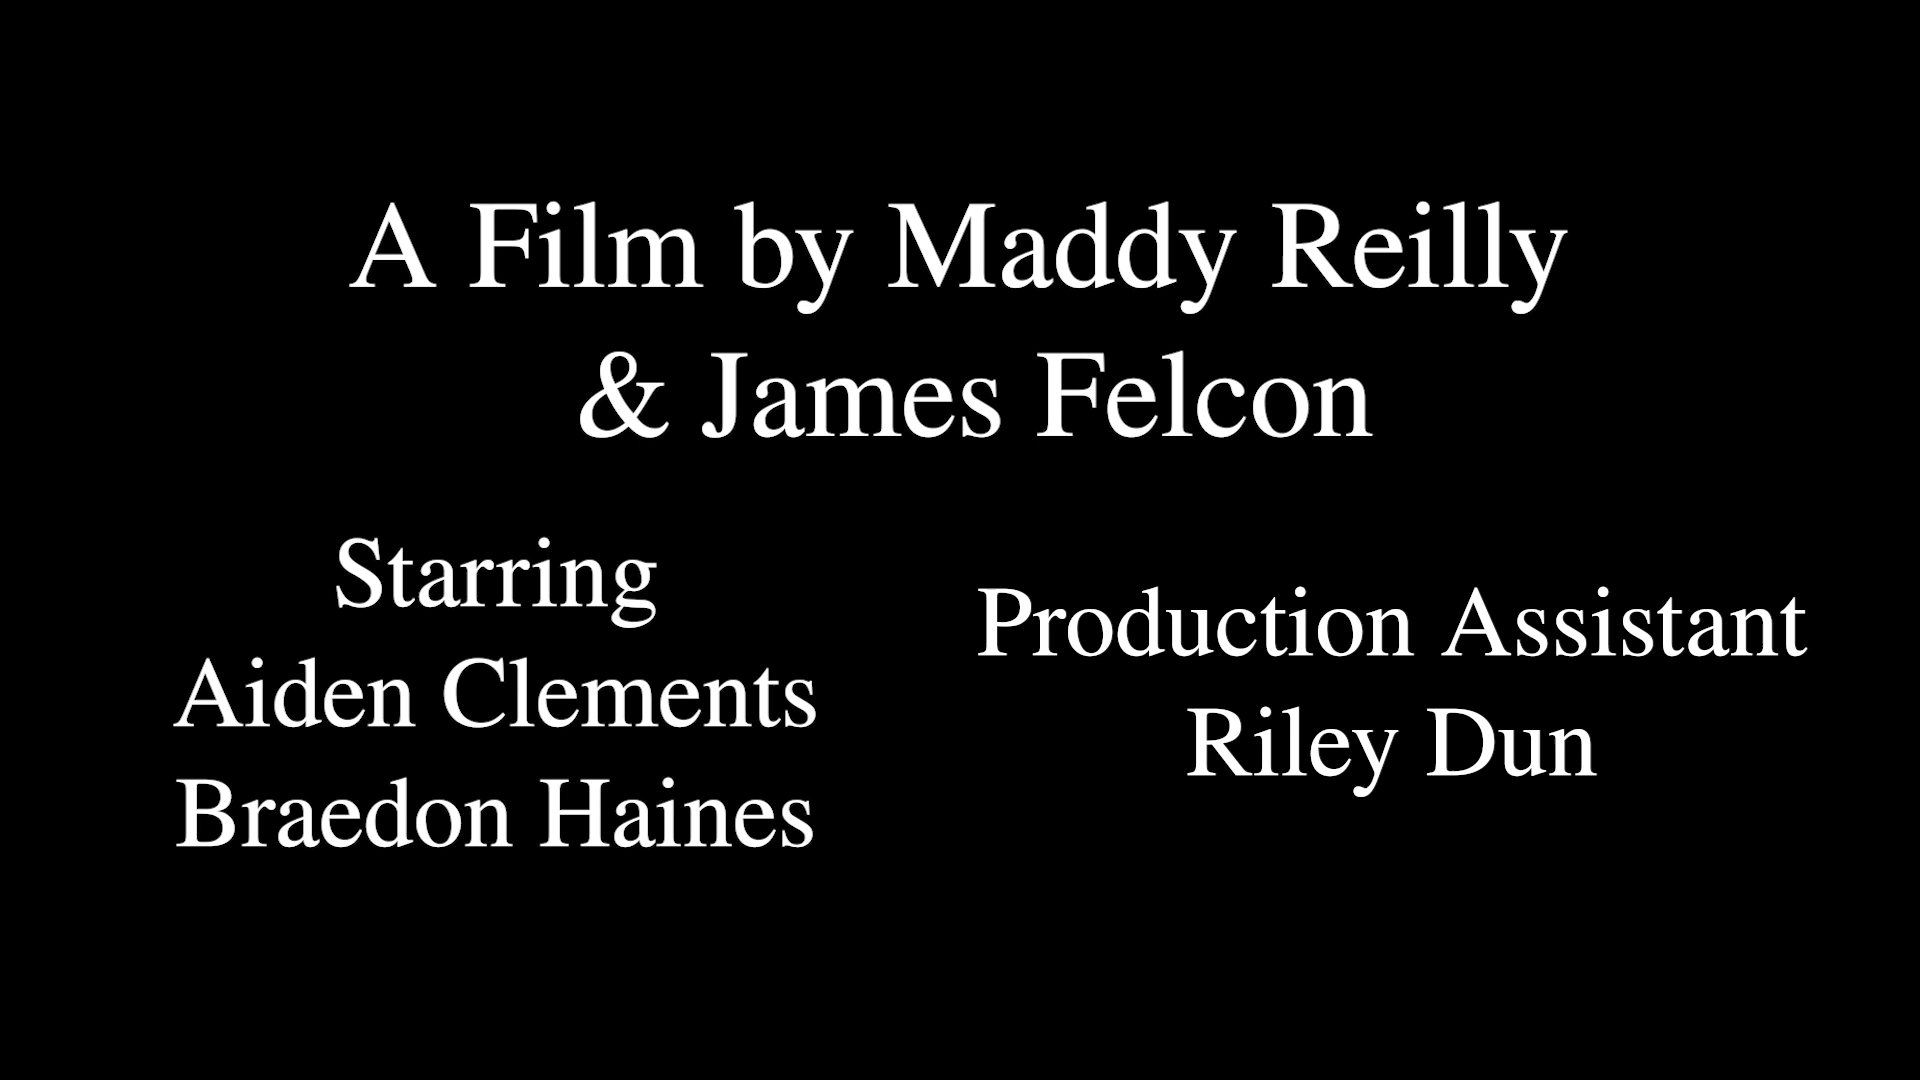 A Film by Maddy Reilly
& James Felcon
Starring
Aiden Clements
Braedon Haines
Production Assistant
Riley Dun